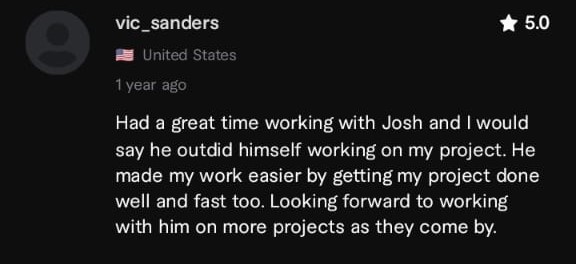 vic_sanders
5.0
United States
1 year ago
Had a great time working with Josh and I would
say he outdid himself working on my project. He
made my work easier by getting my project done
well and fast too. Looking forward to working
with him on more projects as they come by.